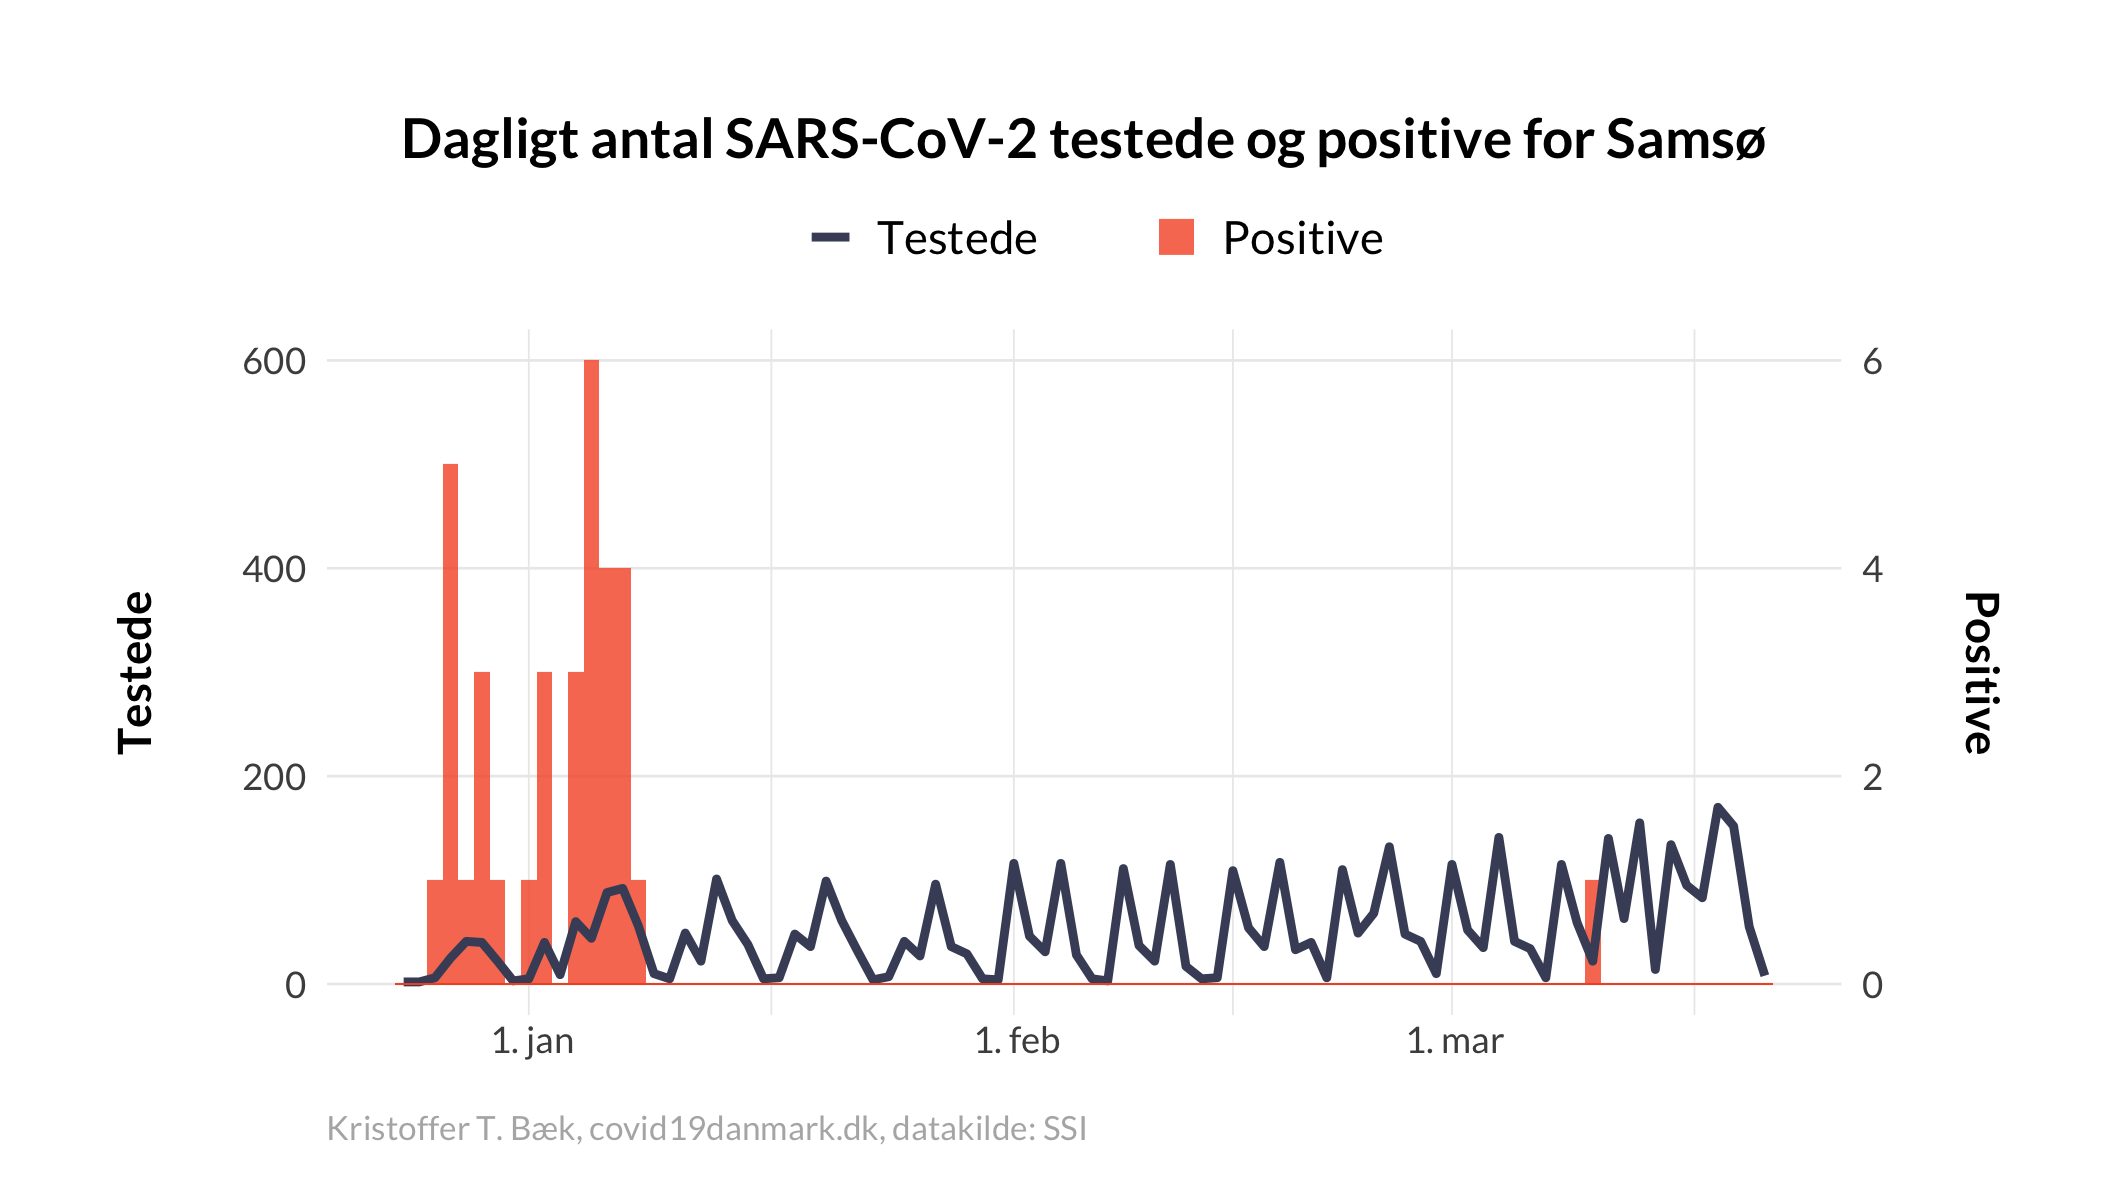 Dagligt antal SARS-CoV-2 testede og positive for Samsø
Testede Positive
600 6
400 4
200 2
0 0
Testede
Positive
1. jan 1. feb 1. mar
Kristoffer T. Bæk, covid19danmark.dk, datakilde: SSI